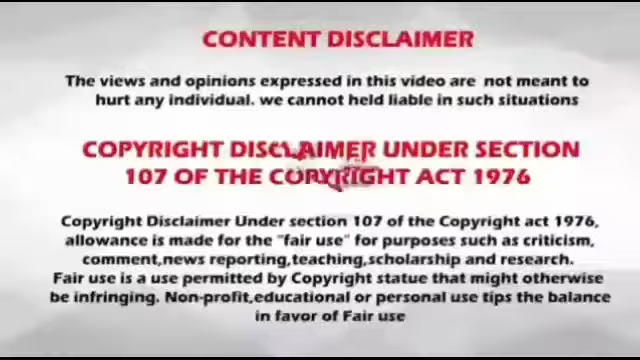 CONTENT DISCLAIMER
The views and opinions expressed in this video are not meant to
hurt any individual. we cannot held liable in such situations
COPYRIGHT DISCLAIMER UNDER SECTION
107 OF THE COPYRIGHT ACT 1976
Copyright Disclaimer Under section 107 of the Copyright act 1976,
allowance is made for the "fair use" for purposes such as criticism,
comment,news reporting,teaching,scholarship and research.
Fair use is a use permitted by Copyright statue that might otherwise
be infringing. Non-profit,educational or personal use tips the balance
in favor of Fair use